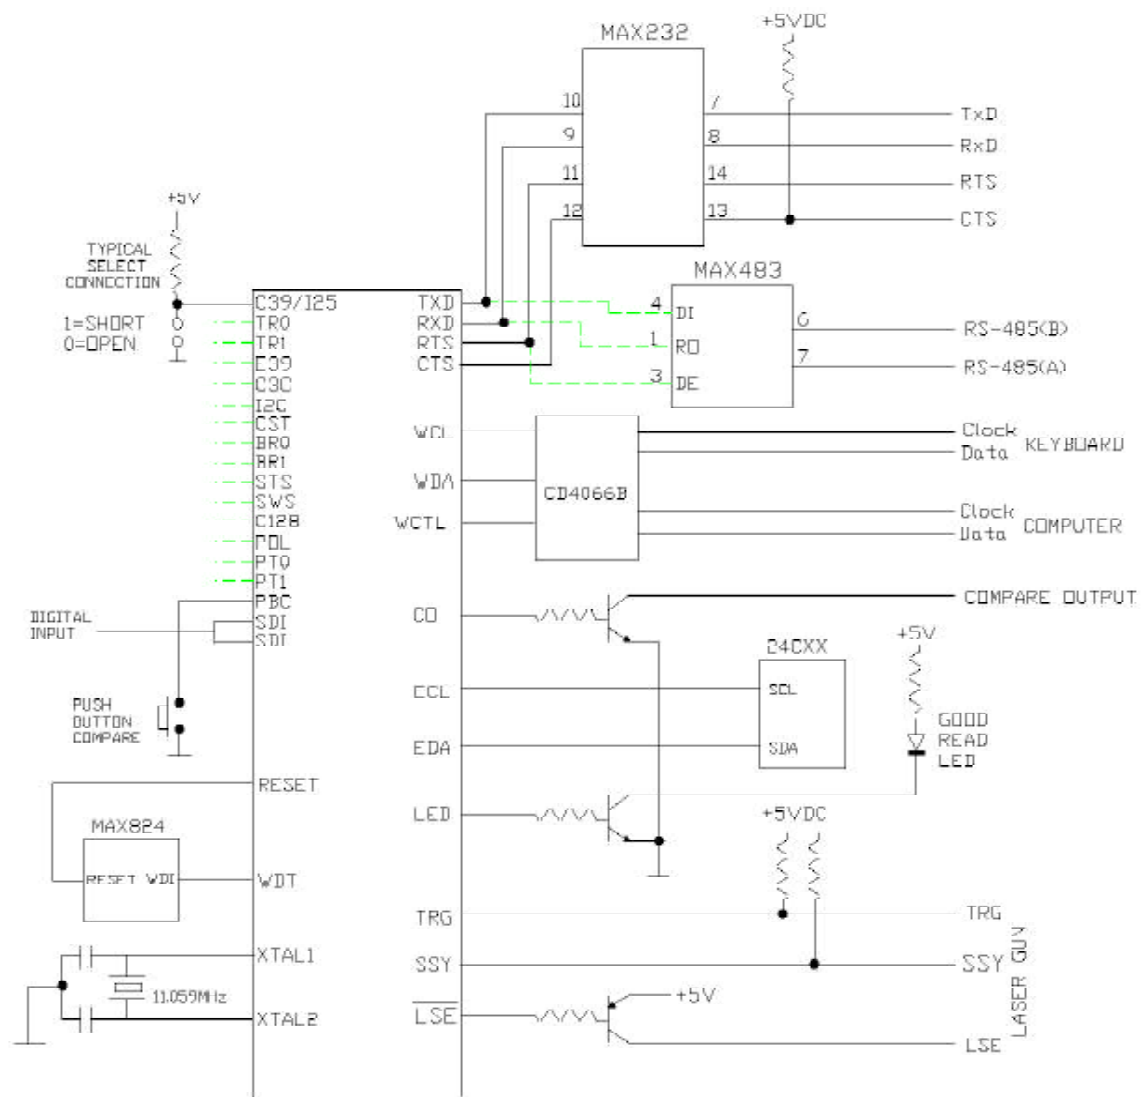 +5VDC
MAX232
10
7
TxD
9
8
RxD
11
14
RTS
12
13
CTS
+5V
TYPICAL
SELECT
CONNCCTION
1=SHORT
0=OPEN
MAX483
4
DI
1
RO
3
DE
6
RS-485(B)
7
RS-485(A)
C39/I25
TR0
TR1
E39
C3C
I2C
CST
BR0
BR1
STS
SWS
C128
POL
PT0
PT1
PBC
SDI
SDI
TXD
RXD
RTS
CTS
WCL
WDA
WCTL
CD4066B
Clock
Data
KEYBOARD
Clock
Data
COMPUTER
DIGITAL
INPUT
CO
COMPARE OUTPUT
+5V
24CXX
SCL
SDA
ECL
EDA
GOOD
READ
LED
PUSH
BUTTON
COMPARE
RESET
LED
+5VDC
MAX824
RESET WDI
WDT
TRG
TRG
SSY
SSY
XTAL1
11.059MHz
XTAL2
LSE
+5V
LSE
LASER GUN